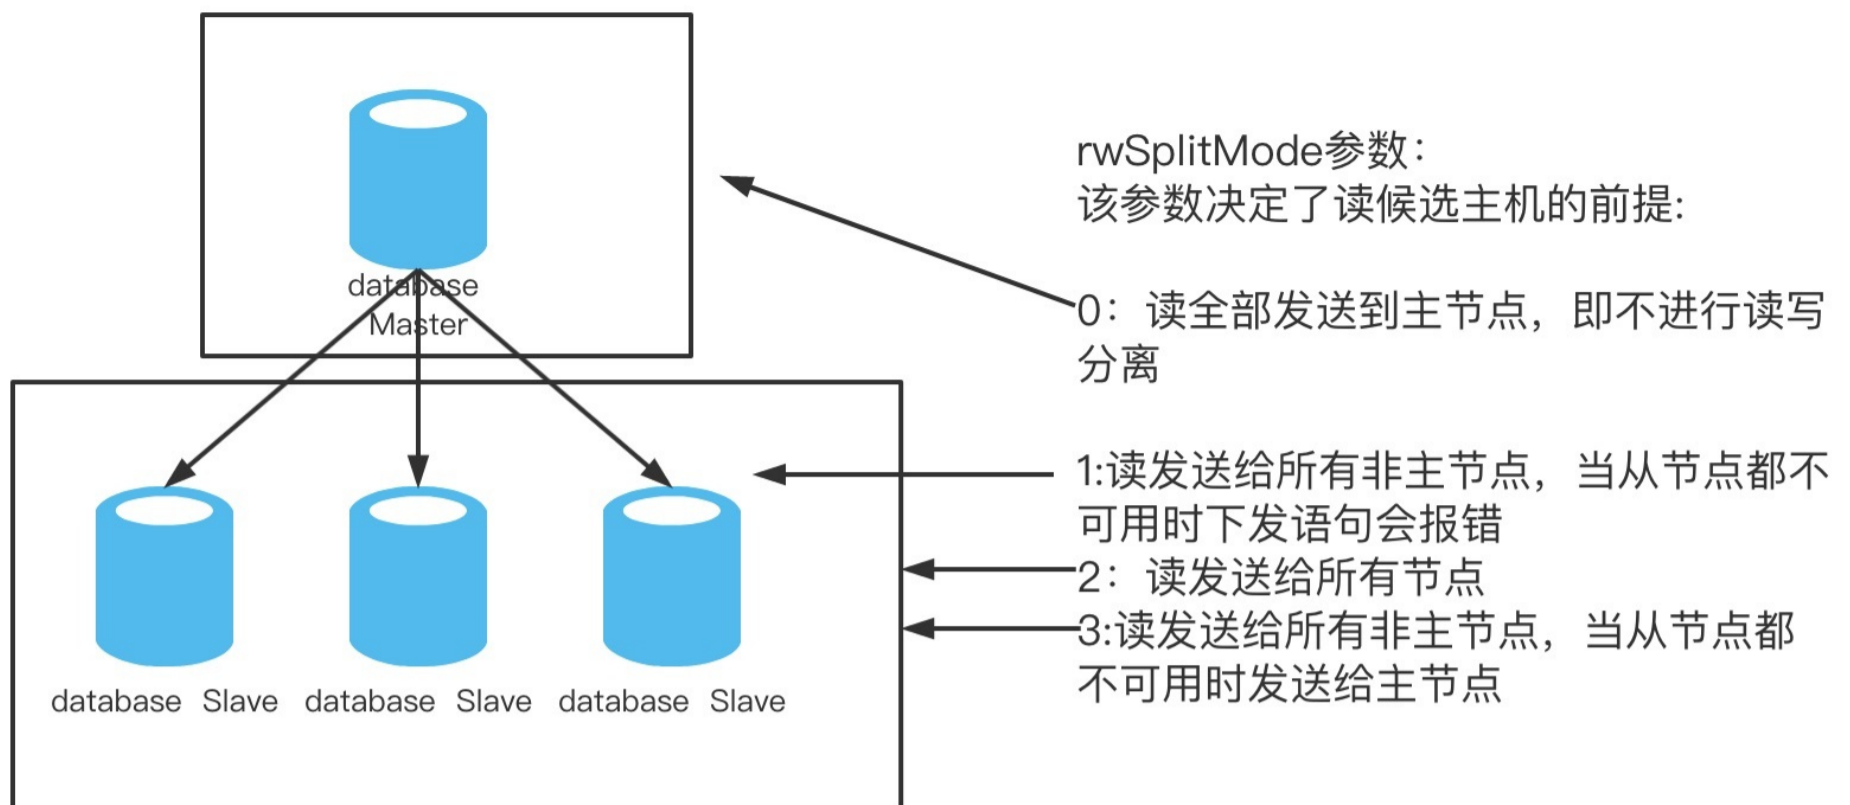 database
Master
database Slave
database Slave
database Slave
rwSplitMode参数：
该参数决定了读候选主机的前提:
0：读全部发送到主节点，即不进行读写
分离
1:读发送给所有非主节点，当从节点都不
可用时下发语句会报错
2：读发送给所有节点
3:读发送给所有非主节点，当从节点都
不可用时发送给主节点